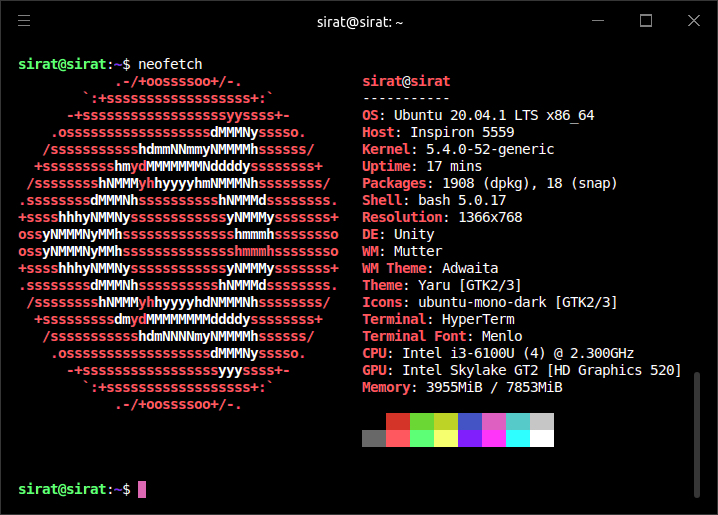 sirat@sirat: ~
sirat@sirat:~$ neofetch
.-/+oossssoo+/-.
`:+ssssssssssssssssss+:`
-+ssssssssssssssssssyyssss+-
.ossssssssssssssssssdMMMNysssso.
/ssssssssssshdmmNNmmyNMMMMhssssss/
+ssssssssshmydMMMMMMMNddddyssssssss+
/sssssssshNMMMyhhyyyyhmNMMMNhssssssss/
.ssssssssdMMMNhsssssssssshNMMMdssssssss.
+sssshhhyNMMNyssssssssssssyNMMMysssssss+
ossyNMMMNyMMhsssssssssssssshmmmhssssssso
ossyNMMMNyMMhsssssssssssssshmmmhssssssso
+sssshhhyNMMNyssssssssssssyNMMMysssssss+
.ssssssssdMMMNhsssssssssshNMMMdssssssss.
/sssssssshNMMMyhhyyyyhdNMMMNhssssssss/
+sssssssssdmydMMMMMMMMddddyssssssss+
/ssssssssssshdmNNNNmyNMMMMhssssss/
.ossssssssssssssssssdMMMNysssso.
-+sssssssssssssssssyyyssss+-
`:+ssssssssssssssssss+:`
.-/+oossssoo+/-.
sirat@sirat
-----------
OS: Ubuntu 20.04.1 LTS x86_64
Host: Inspiron 5559
Kernel: 5.4.0-52-generic
Uptime: 17 mins
Packages: 1908 (dpkg), 18 (snap)
Shell: bash 5.0.17
Resolution: 1366x768
DE: Unity
WM: Mutter
WM Theme: Adwaita
Theme: Yaru [GTK2/3]
Icons: ubuntu-mono-dark [GTK2/3]
Terminal: HyperTerm
Terminal Font: Menlo
CPU: Intel i3-6100U (4) @ 2.300GHz
GPU: Intel Skylake GT2 [HD Graphics 520]
Memory: 3955MiB / 7853MiB
sirat@sirat:~$